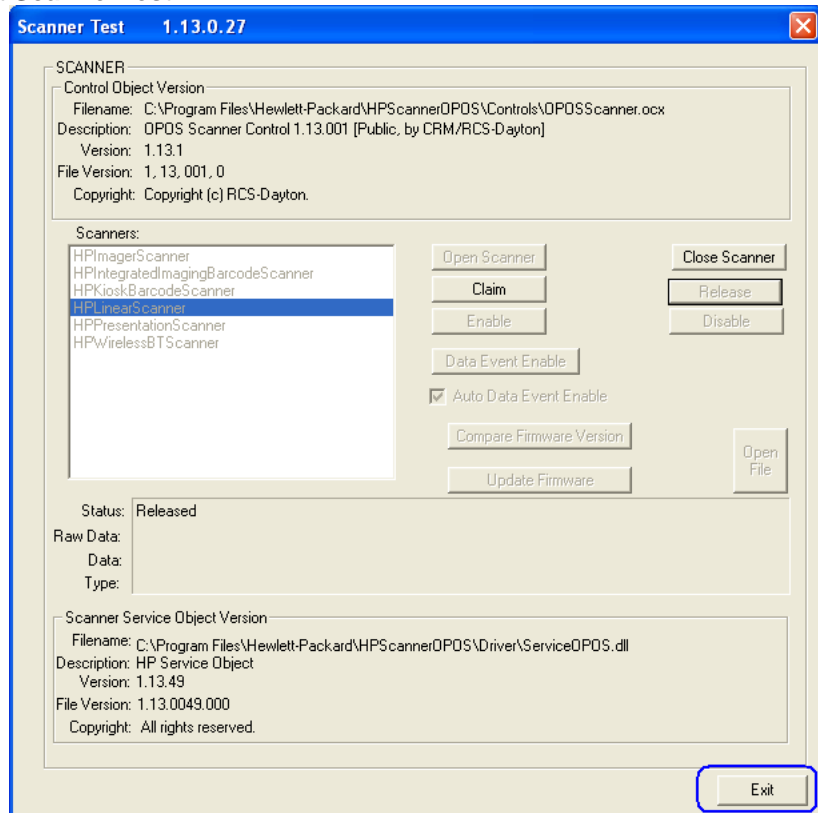 Scanner Test 1.13.0.27
SCANNER
Control Object Version
Filename: C:\Program Files\Hewlett-Packard\HPScannerOPOS\Controls\OPOSScanner.ocx
Description: OPOS Scanner Control 1.13.001 [Public, by CRM/RCS-Dayton]
Version: 1.13.1
File Version: 1, 13, 001, 0
Copyright: Copyright (c) RCS-Dayton.
Scanners:
HPImagerScanner
HPIntegratedImagingBarcodeScanner
HPKioskBarcodeScanner
HPLinearScanner
HPPresentationScanner
HPWirelessBTScanner
Open Scanner Close Scanner
Claim Release
Enable Disable
Data Event Enable
Auto Data Event Enable
Compare Firmware Version
Update Firmware
Open
File
Status: Released
Raw Data:
Data:
Type:
Scanner Service Object Version
Filename: C:\Program Files\Hewlett-Packard\HPScannerOPOS\Driver\ServiceOPOS.dll
Description: HP Service Object
Version: 1.13.49
File Version: 1.13.0049.000
Copyright: All rights reserved.
Exit